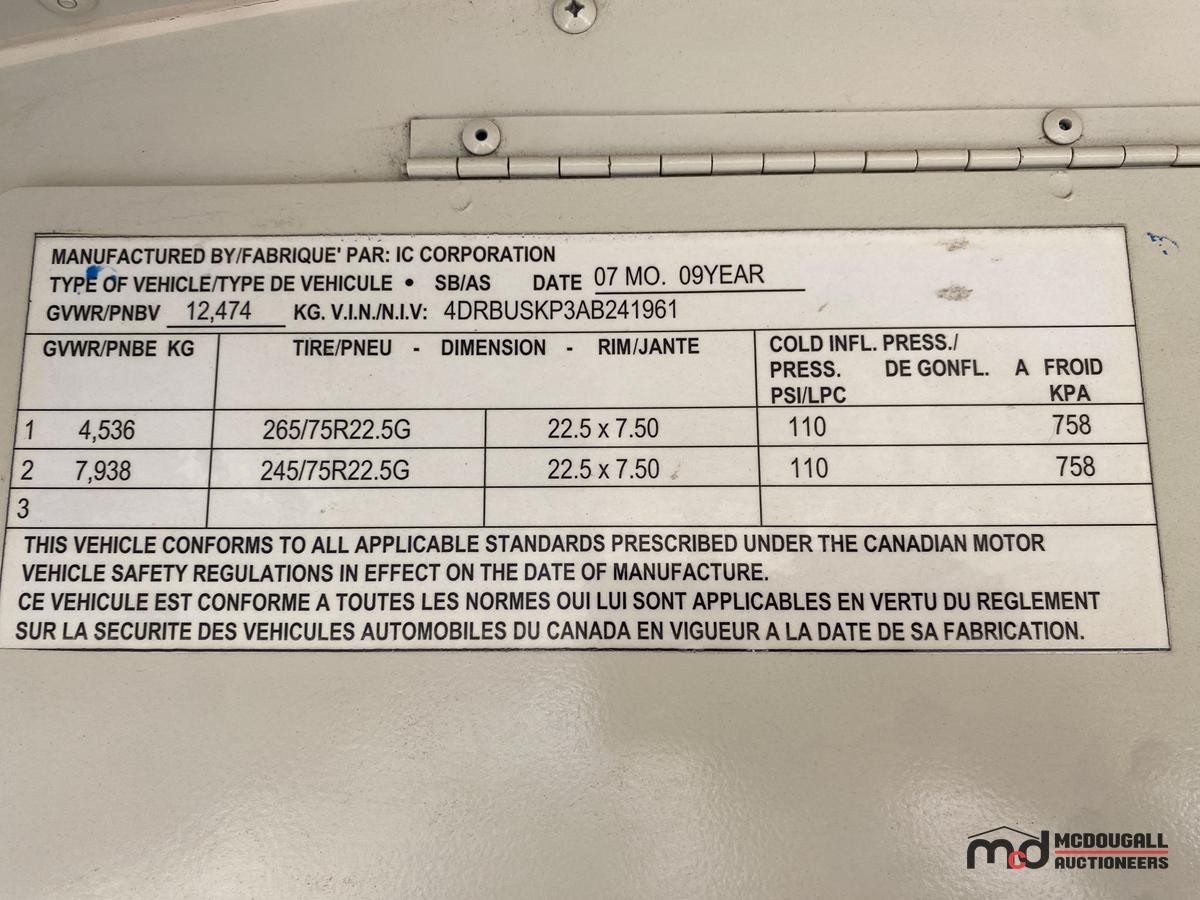 MANUFACTURED BY/FABRIQUE' PAR: IC CORPORATION
TYPE OF VEHICLE/TYPE DE VEHICULE • SB/AS DATE 07 MO. 09YEAR
GVWR/PNBV 12,474 KG. V.I.N./N.I.V: 4DRBUSKP3AB241961
GVWR/PNBE KG TIRE/PNEU - DIMENSION - RIM/JANTE COLD INFL. PRESS./
PRESS. DE GONFL. A FROID
PSI/LPC KPA
1 4,536 265/75R22.5G 22.5 x 7.50 110 758
2 7,938 245/75R22.5G 22.5 x 7.50 110 758
3
THIS VEHICLE CONFORMS TO ALL APPLICABLE STANDARDS PRESCRIBED UNDER THE CANADIAN MOTOR
VEHICLE SAFETY REGULATIONS IN EFFECT ON THE DATE OF MANUFACTURE.
CE VEHICULE EST CONFORME A TOUTES LES NORMES OUI LUI SONT APPLICABLES EN VERTU DU REGLEMENT
SUR LA SECURITE DES VEHICULES AUTOMOBILES DU CANADA EN VIGUEUR A LA DATE DE SA FABRICATION.
mcd MCDOUGALL
AUCTIONEERS